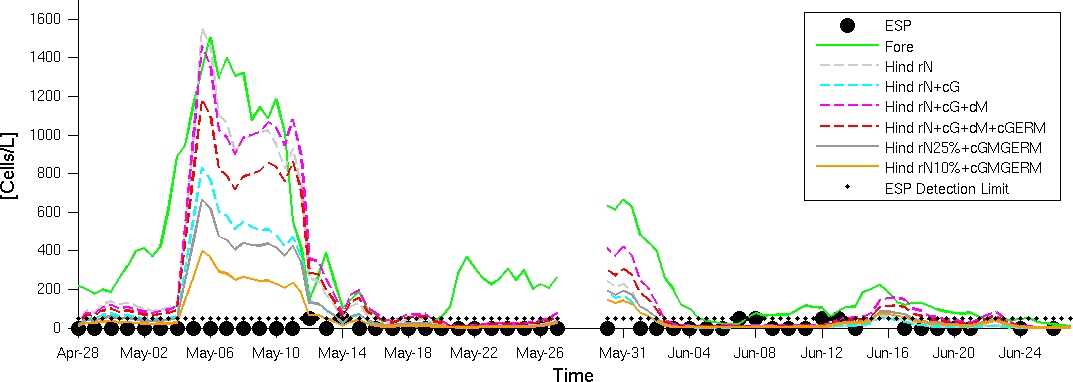 1600
1400
1200
1000
800
600
400
200
0
[Cells/L]
Apr-28 May-02 May-06 May-10 May-14 May-18 May-22 May-26 May-31 Jun-04 Jun-08 Jun-12 Jun-16 Jun-20 Jun-24
Time
ESP
Fore
Hind rN
Hind rN+cG
Hind rN+cG+cM
Hind rN+cG+cM+cGERM
Hind rN25%+cGMGERM
Hind rN10%+cGMGERM
ESP Detection Limit